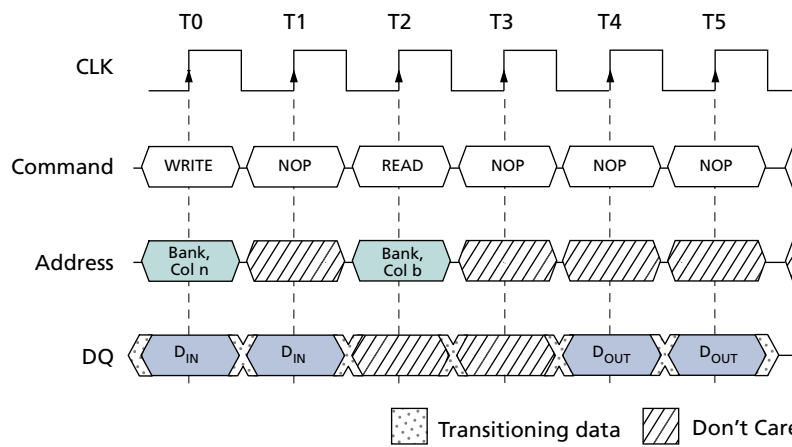 T0 T1 T2 T3 T4 T5
CLK
Command WRITE NOP READ NOP NOP NOP
Address Bank, Col n Bank, Col b
DQ DIN DIN DOUT DOUT
Transitioning data Don't Care